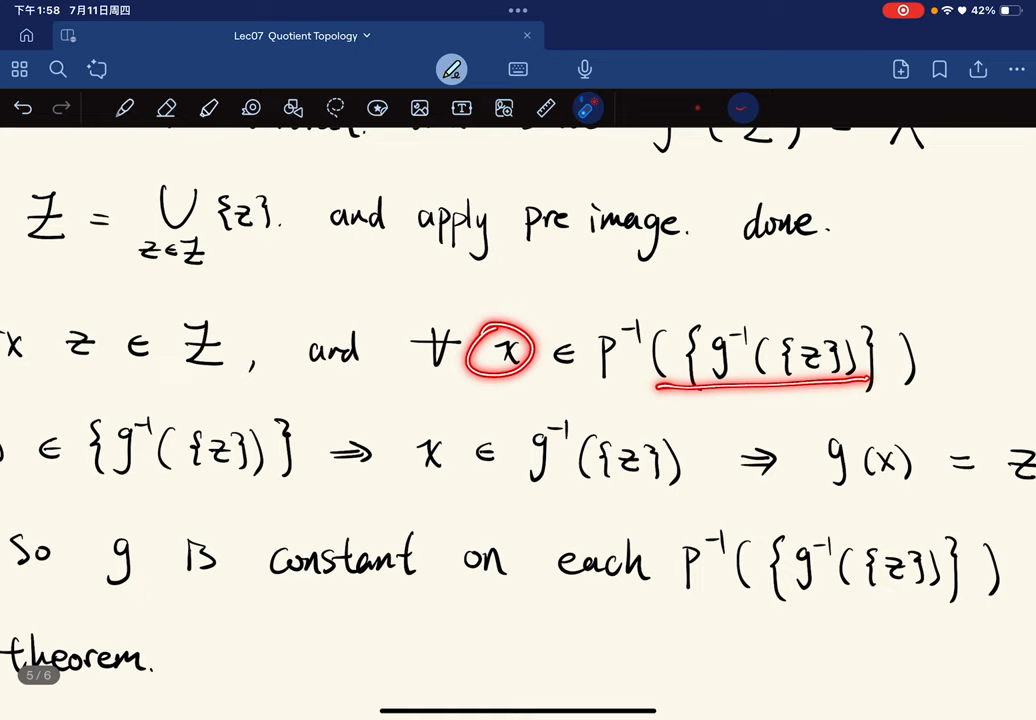 下午1:58 7月11日周四
42%
Lec07 Quotient Topology
Z = ∪ {z}. and apply pre image. done.
z∈Z
x z ∈ Z, and ∀ x ∈ P⁻¹({g⁻¹({z})})
) ∈ {g⁻¹({z})} ⇒ x ∈ g⁻¹({z}) ⇒ g(x) = z
So g is constant on each P⁻¹({g⁻¹({z})})
theorem.
5/6